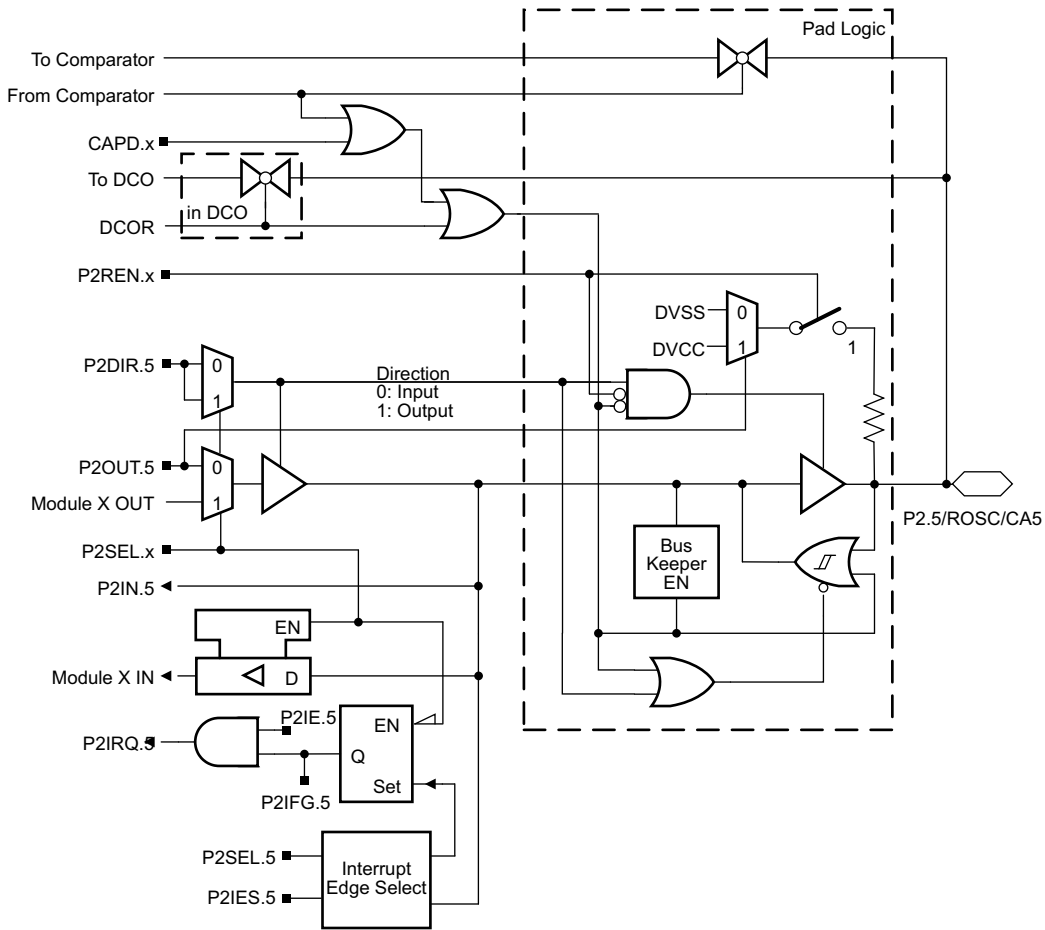 Pad Logic
To Comparator
From Comparator
CAPD.x
To DCO
in DCO
DCOR
P2REN.x
DVSS
0
DVCC
1
1
P2DIR.5
0
1
Direction
0: Input
1: Output
P2OUT.5
0
Module X OUT
1
P2SEL.x
P2.5/ROSC/CA5
Bus
Keeper
EN
P2IN.5
EN
Module X IN
D
P2IE.5
EN
P2IRQ.5
Q
Set
P2IFG.5
P2SEL.5
Interrupt
Edge Select
P2IES.5